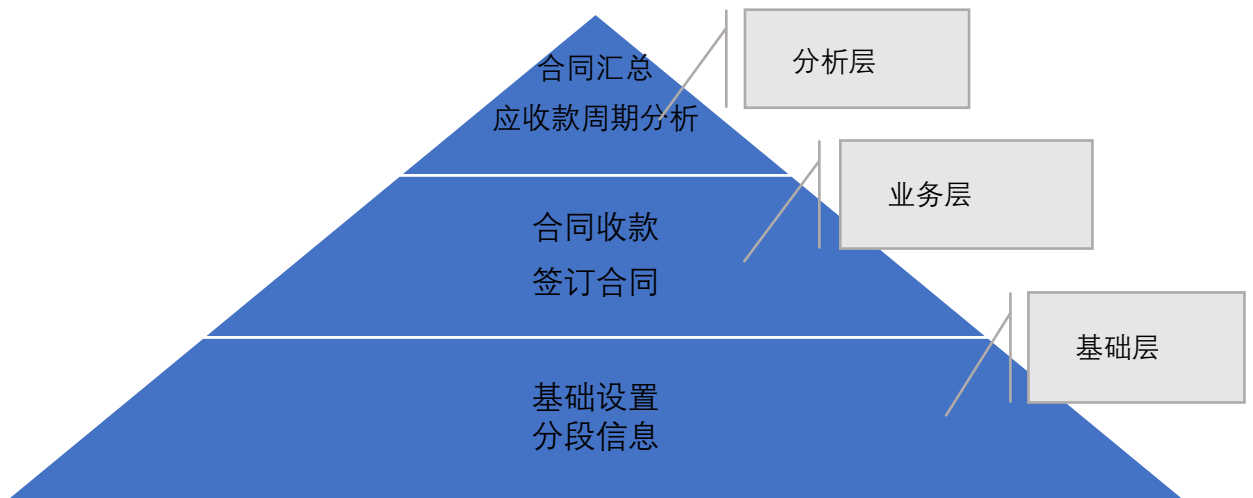 合同汇总
应收款周期分析
分析层
合同收款
签订合同
业务层
基础设置
分段信息
基础层